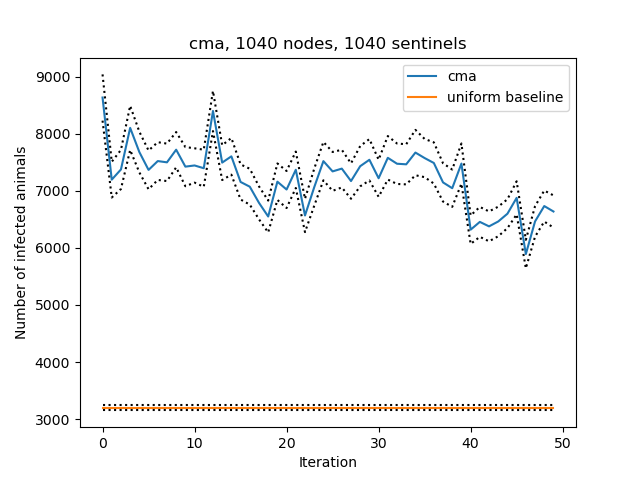 cma, 1040 nodes, 1040 sentinels
cma
uniform baseline
Number of infected animals
9000
8000
7000
6000
5000
4000
3000
0 10 20 30 40 50
Iteration